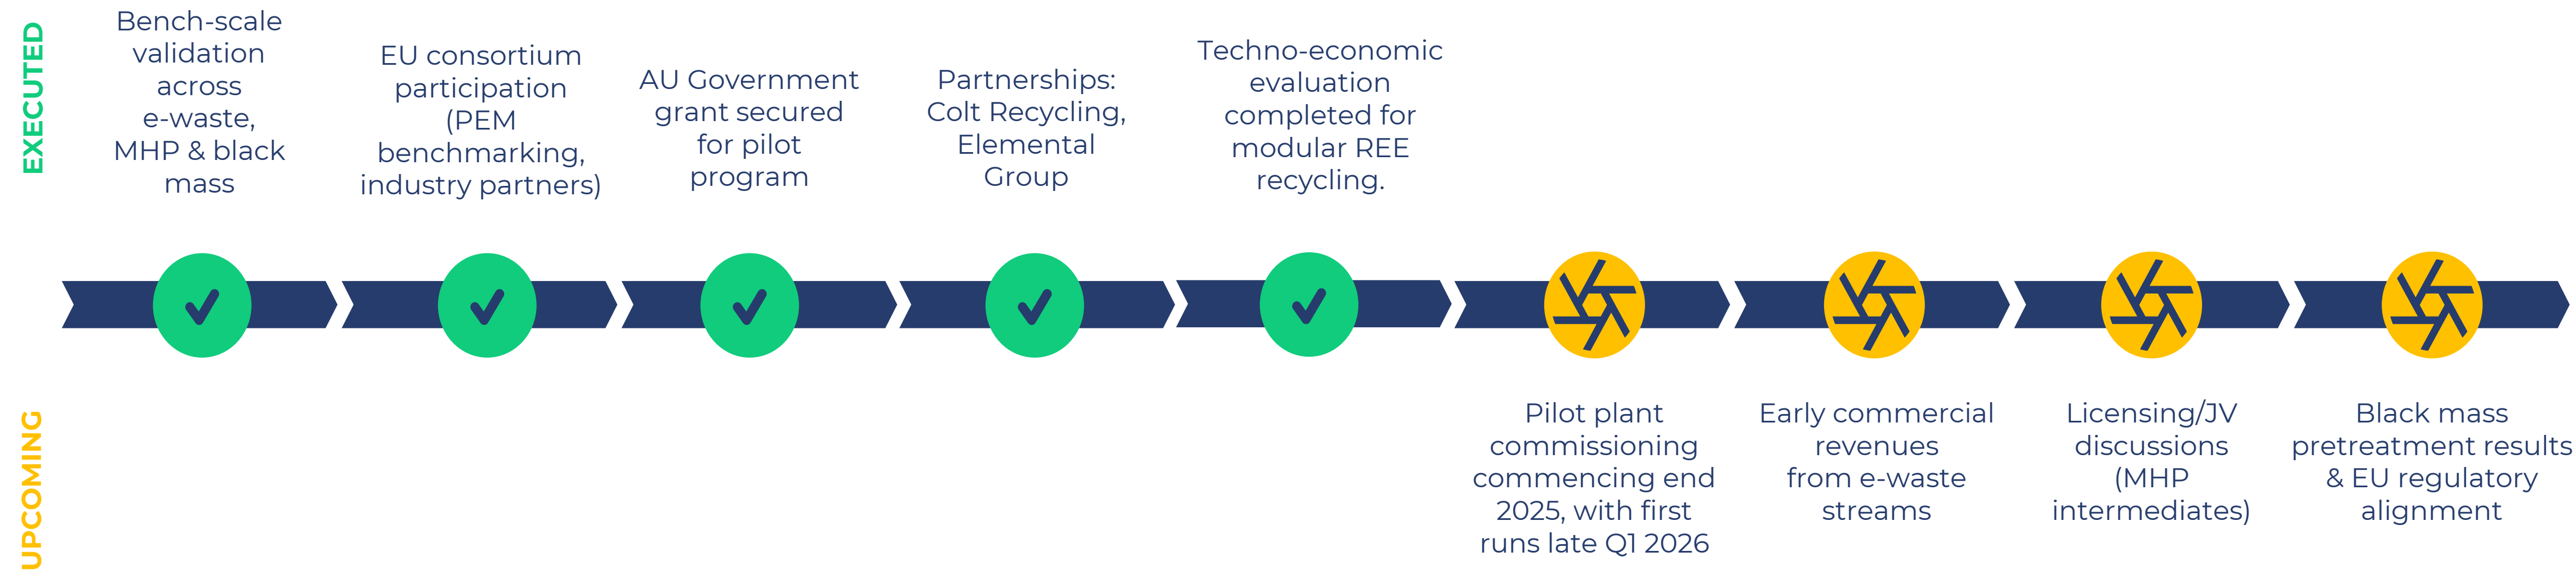 EXECUTED
Bench-scale
validation
across
e-waste,
MHP & black
mass
EU consortium
participation
(PEM
benchmarking,
industry partners)
AU Government
grant secured
for pilot
program
Partnerships:
Colt Recycling,
Elemental
Group
Techno-economic
evaluation
completed for
modular REE
recycling.
UPCOMING
Pilot plant
commissioning
commencing end
2025, with first
runs late Q1 2026
Early commercial
revenues
from e-waste
streams
Licensing/JV
discussions
(MHP
intermediates)
Black mass
pretreatment results
& EU regulatory
alignment